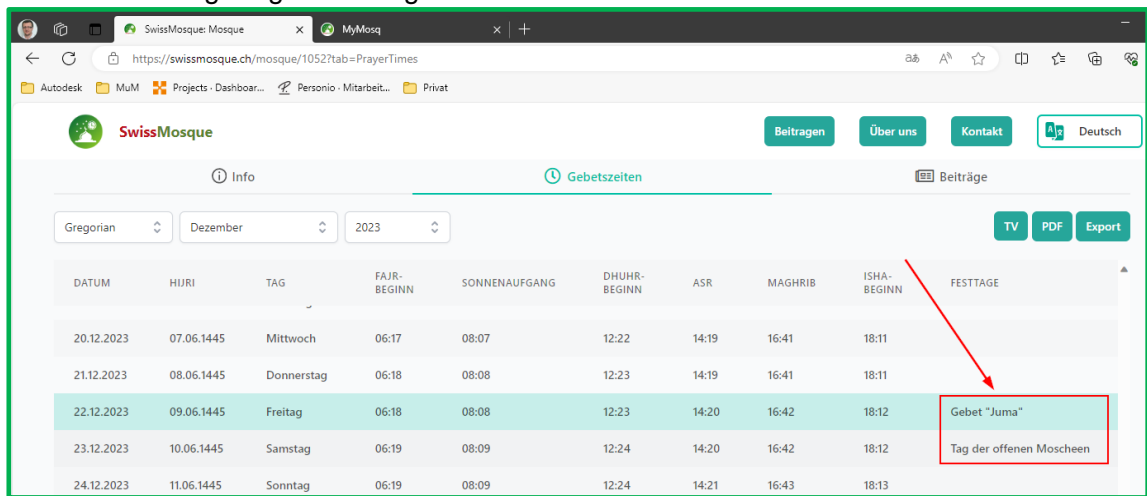 SwissMosque: Mosque
MyMosq
https://swissmosque.ch/mosque/1052?tab=PrayerTimes
Autodesk MuM Projects · Dashboar... Personio · Mitarbeit... Privat
SwissMosque
Beitragen Über uns Kontakt Deutsch
Info Gebetszeiten Beiträge
Gregorian Dezember 2023 TV PDF Export
DATUM HIJRI TAG FAJR-BEGINN SONNENAUFGANG DHUHR-BEGINN ASR MAGHRIB ISHA-BEGINN FESTTAGE
20.12.2023 07.06.1445 Mittwoch 06:17 08:07 12:22 14:19 16:41 18:11
21.12.2023 08.06.1445 Donnerstag 06:18 08:08 12:23 14:19 16:41 18:11
22.12.2023 09.06.1445 Freitag 06:18 08:08 12:23 14:20 16:42 18:12 Gebet "Juma"
23.12.2023 10.06.1445 Samstag 06:19 08:09 12:24 14:20 16:42 18:12 Tag der offenen Moscheen
24.12.2023 11.06.1445 Sonntag 06:19 08:09 12:24 14:21 16:43 18:13